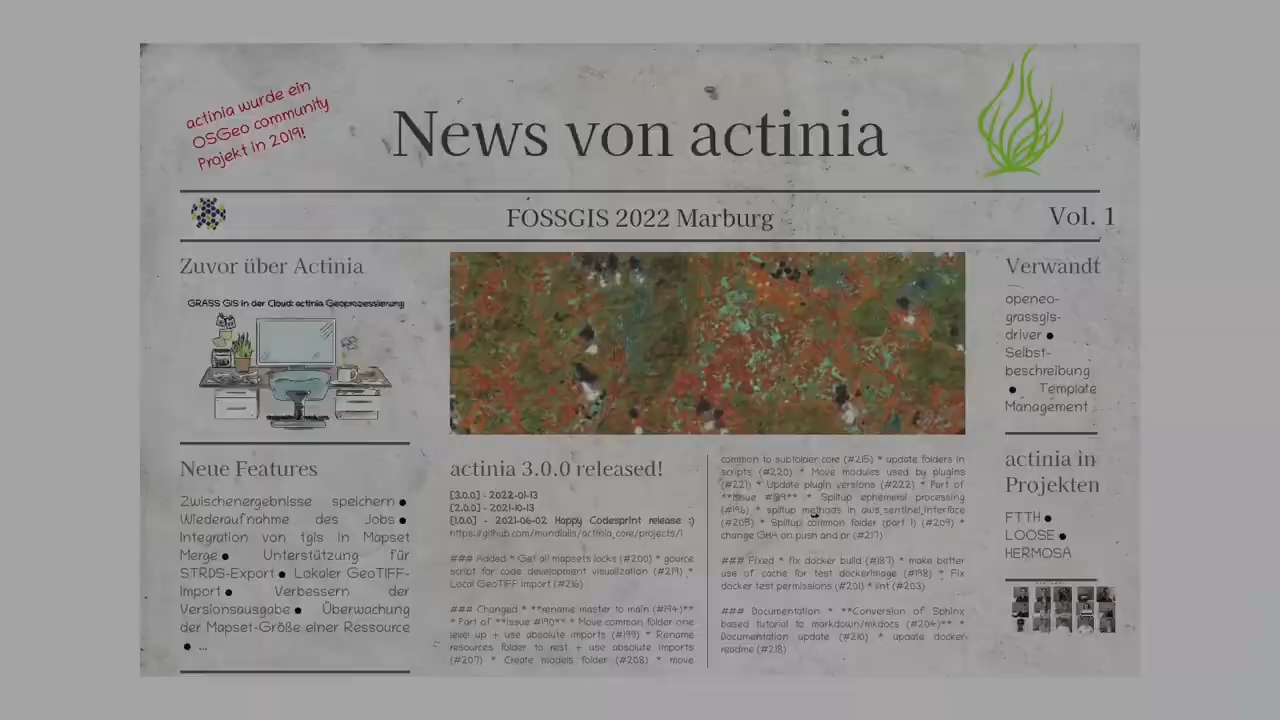 actinia wurde ein
OSGeo community
Projekt in 2019!
News von actinia
FOSSGIS 2022 Marburg
Vol. 1
Zuvor über Actinia
GRASS GIS in der Cloud: actinia Geoprozessierung
Neue Features
Zwischenergebnisse speichern ●
Wiederaufnahme des Jobs ●
Integration von tgis in Mapset
Merge ● Unterstützung für
STRDS-Export ● Lokaler GeoTIFF-
Import ● Verbessern der
Versionsausgabe ● Überwachung
der Mapset-Größe einer Ressource
● ...
actinia 3.0.0 released!
[3.0.0] - 2022-01-13
[2.0.0] - 2021-10-13
[1.0.0] - 2021-06-02 Happy Codesprint release :)
https://github.com/mundialis/actinia_core/projects/1
### Added * Get all mapsets locks (#200) * gource
script for code development visualization (#219) *
Local GeoTIFF import (#216)
### Changed * **rename master to main (#194)**
* Part of **issue #190** * Move common folder one
level up + use absolute imports (#199) * Rename
resources folder to rest + use absolute imports
(#207) * Create models folder (#208) * move
common to subfolder core (#215) * update folders in
scripts (#220) * Move modules used by plugins
(#221) * Update plugin versions (#222) * Part of
**issue #189** * Splitup ephemeral processing
(#196) * splitup methods in aws_sentinel_interface
(#205) * Splitup common folder (part 1) (#209) *
change GHA on push and pr (#217)
### Fixed * fix docker build (#187) * make better
use of cache for test dockerimage (#198) * Fix
docker test permissions (#201) * lint (#203)
### Documentation * **Conversion of Sphinx
based tutorial to markdown/mkdocs (#204)** *
Documentation update (#210) * update docker
readme (#218)
Verwandt
openeo-
grassgis-
driver ●
Selbst-
beschreibung
● Template
Management
actinia in
Projekten
FTTH ●
LOOSE ●
HERMOSA